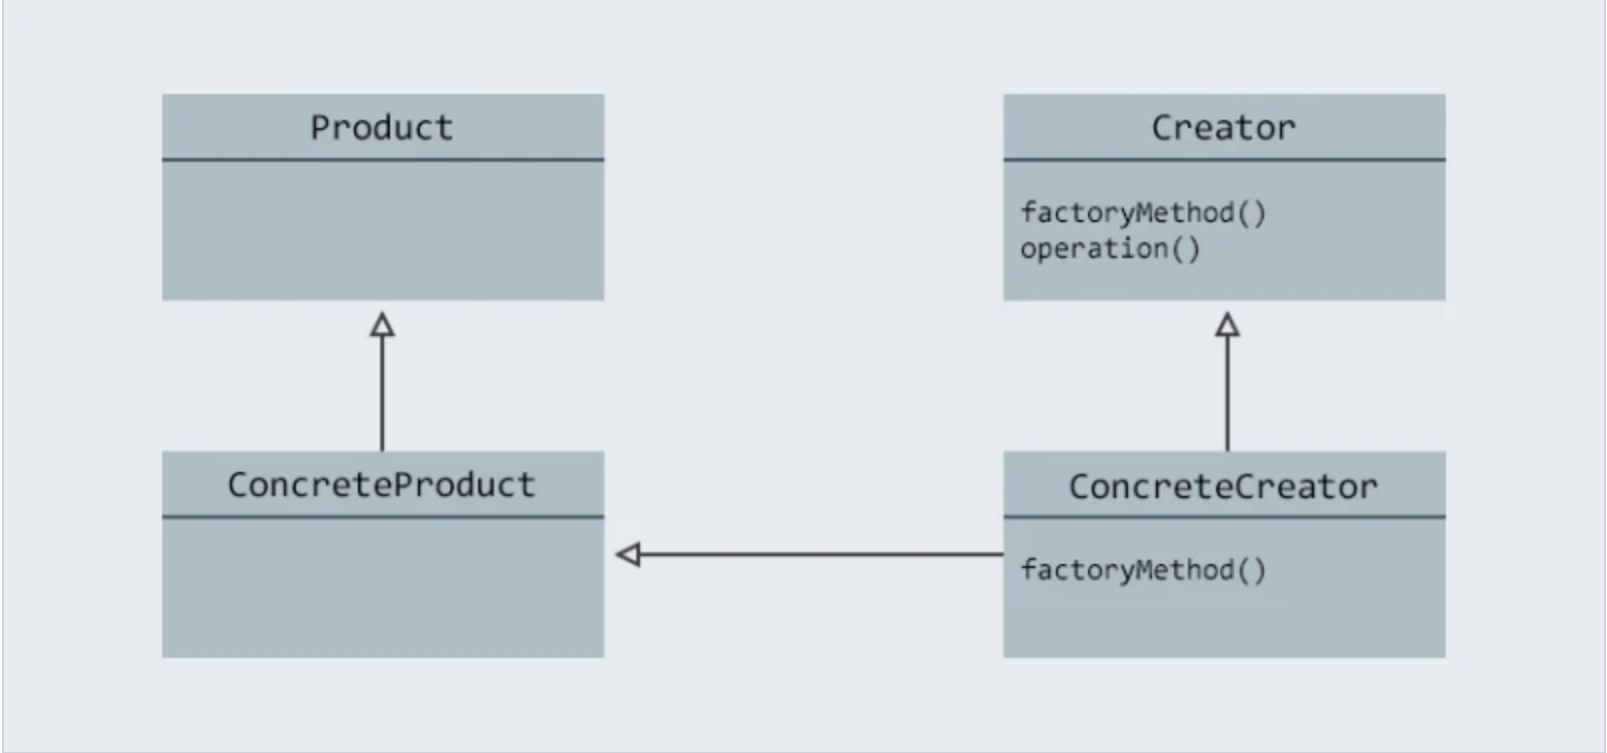 Product
Creator
factoryMethod()
operation()
ConcreteProduct
ConcreteCreator
factoryMethod()